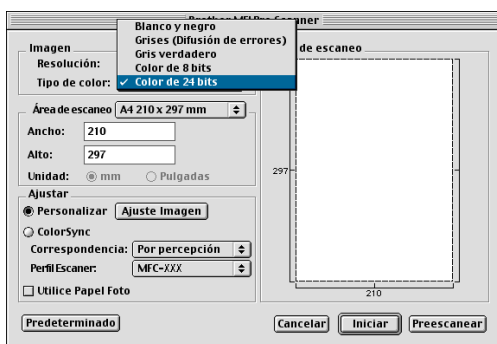 Blanco y negro
Grises (Difusión de errores)
Gris verdadero
Color de 8 bits
✓ Color de 24 bits
Imagen
Resolución:
Tipo de color:
de escaneo
Área de escaneo A4 210 x 297 mm
Ancho: 210
Alto: 297
Unidad: mm Pulgadas
Ajustar
Personalizar Ajuste Imagen
ColorSync
Correspondencia: Por percepción
Perfil Escaner: MFC-XXX
Utilice Papel Foto
297
210
Predeterminado Cancelar Iniciar Preescanear